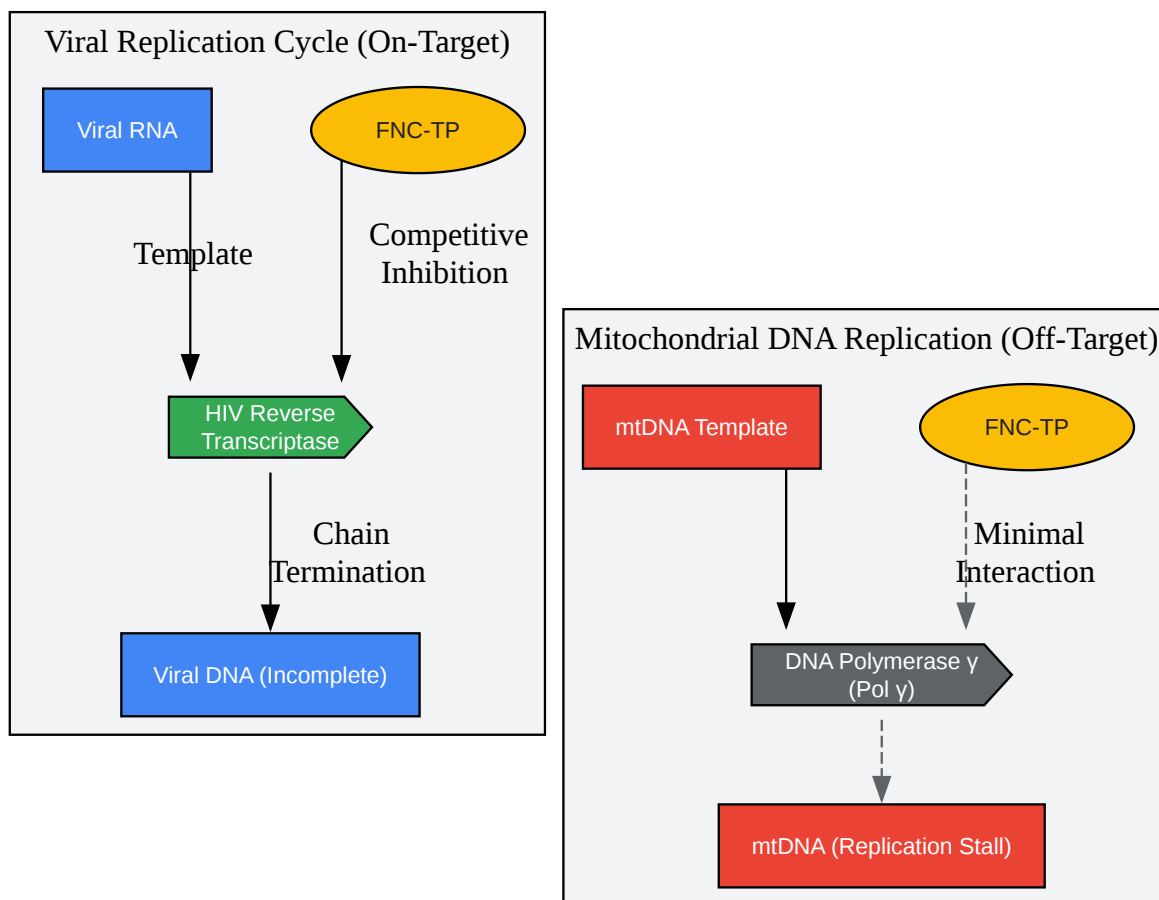 Viral Replication Cycle (On-Target)
Viral RNA
FNC-TP
Template
Competitive
Inhibition
HIV Reverse
Transcriptase
Chain
Termination
Viral DNA (Incomplete)
Mitochondrial DNA Replication (Off-Target)
mtDNA Template
FNC-TP
Minimal
Interaction
DNA Polymerase γ
(Pol γ)
mtDNA (Replication Stall)